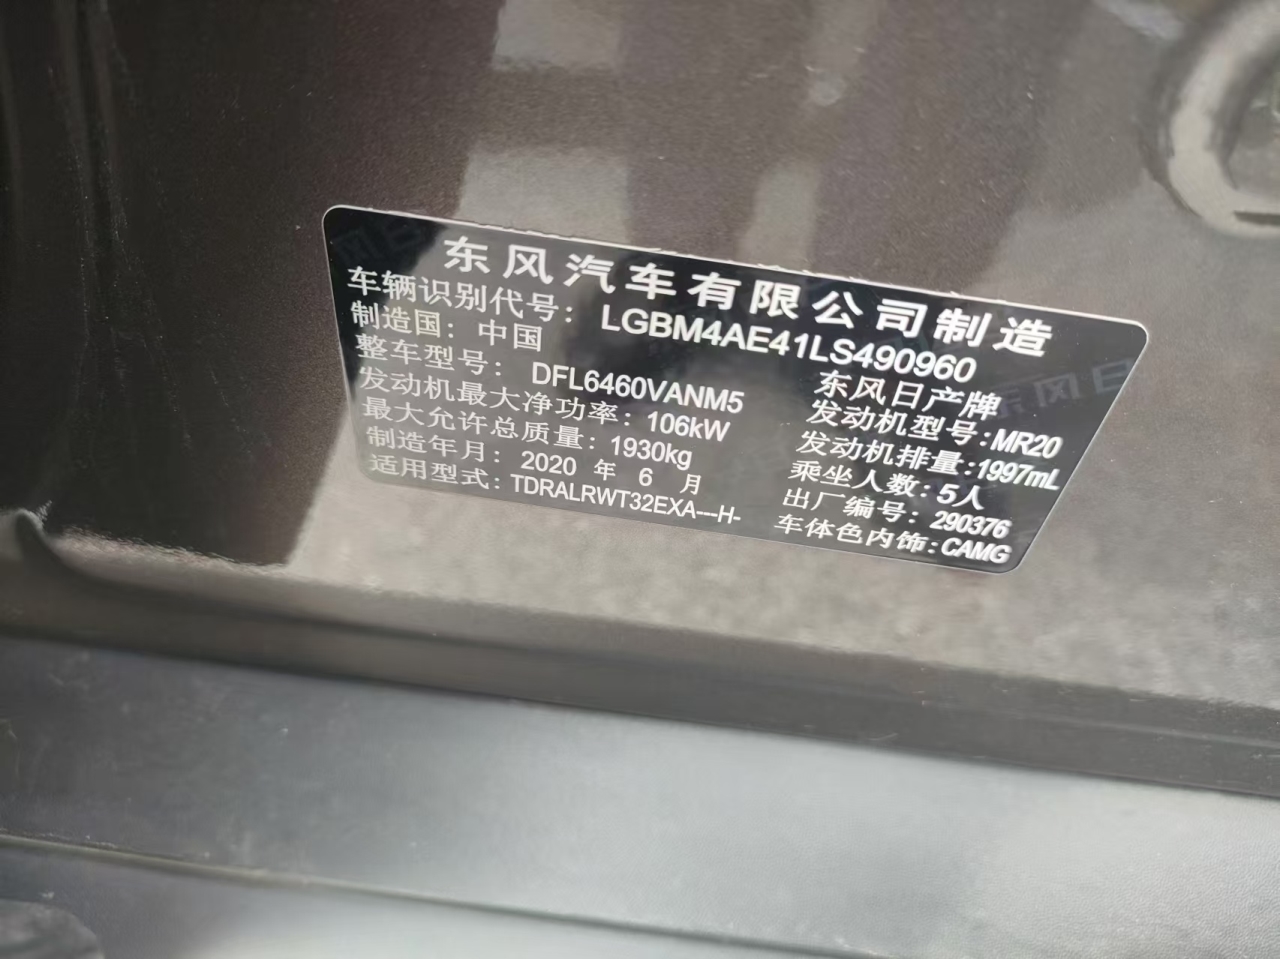 东风汽车有限公司制造
车辆识别代号：LGBM4AE41LS490960
制造国：中国 东风日产牌
整车型号：DFL6460VANM5 发动机型号：MR20
发动机最大净功率：106kW 发动机排量：1997mL
最大允许总质量：1930kg 乘坐人数：5人
制造年月：2020 年 6 月 出厂编号：290376
适用型式：TDRALRWT32EXA---H- 车体色内饰：CAMG